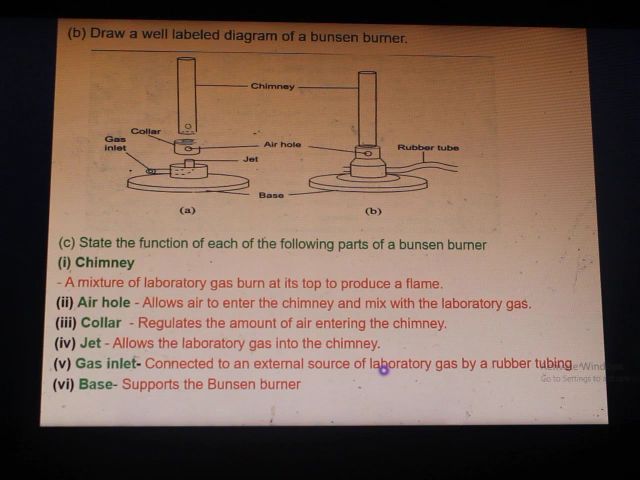 (b) Draw a well labeled diagram of a bunsen burner.
Chimney
Collar
Gas
inlet
Air hole
Rubber tube
Jet
Base
(a)
(b)
(c) State the function of each of the following parts of a bunsen burner
(i) Chimney
- A mixture of laboratory gas burn at its top to produce a flame.
(ii) Air hole - Allows air to enter the chimney and mix with the laboratory gas.
(iii) Collar - Regulates the amount of air entering the chimney.
(iv) Jet - Allows the laboratory gas into the chimney.
(v) Gas inlet- Connected to an external source of laboratory gas by a rubber tubing
Go to Settings to
(vi) Base- Supports the Bunsen burner